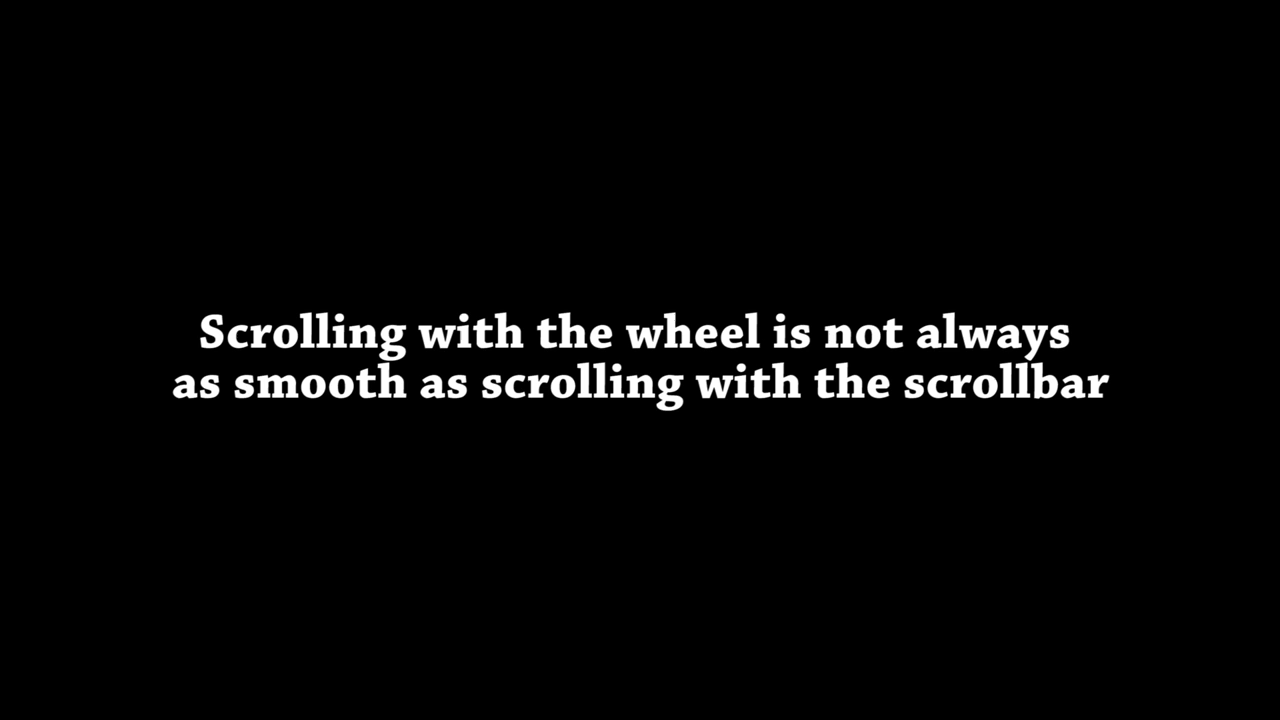 Scrolling with the wheel is not always
as smooth as scrolling with the scrollbar